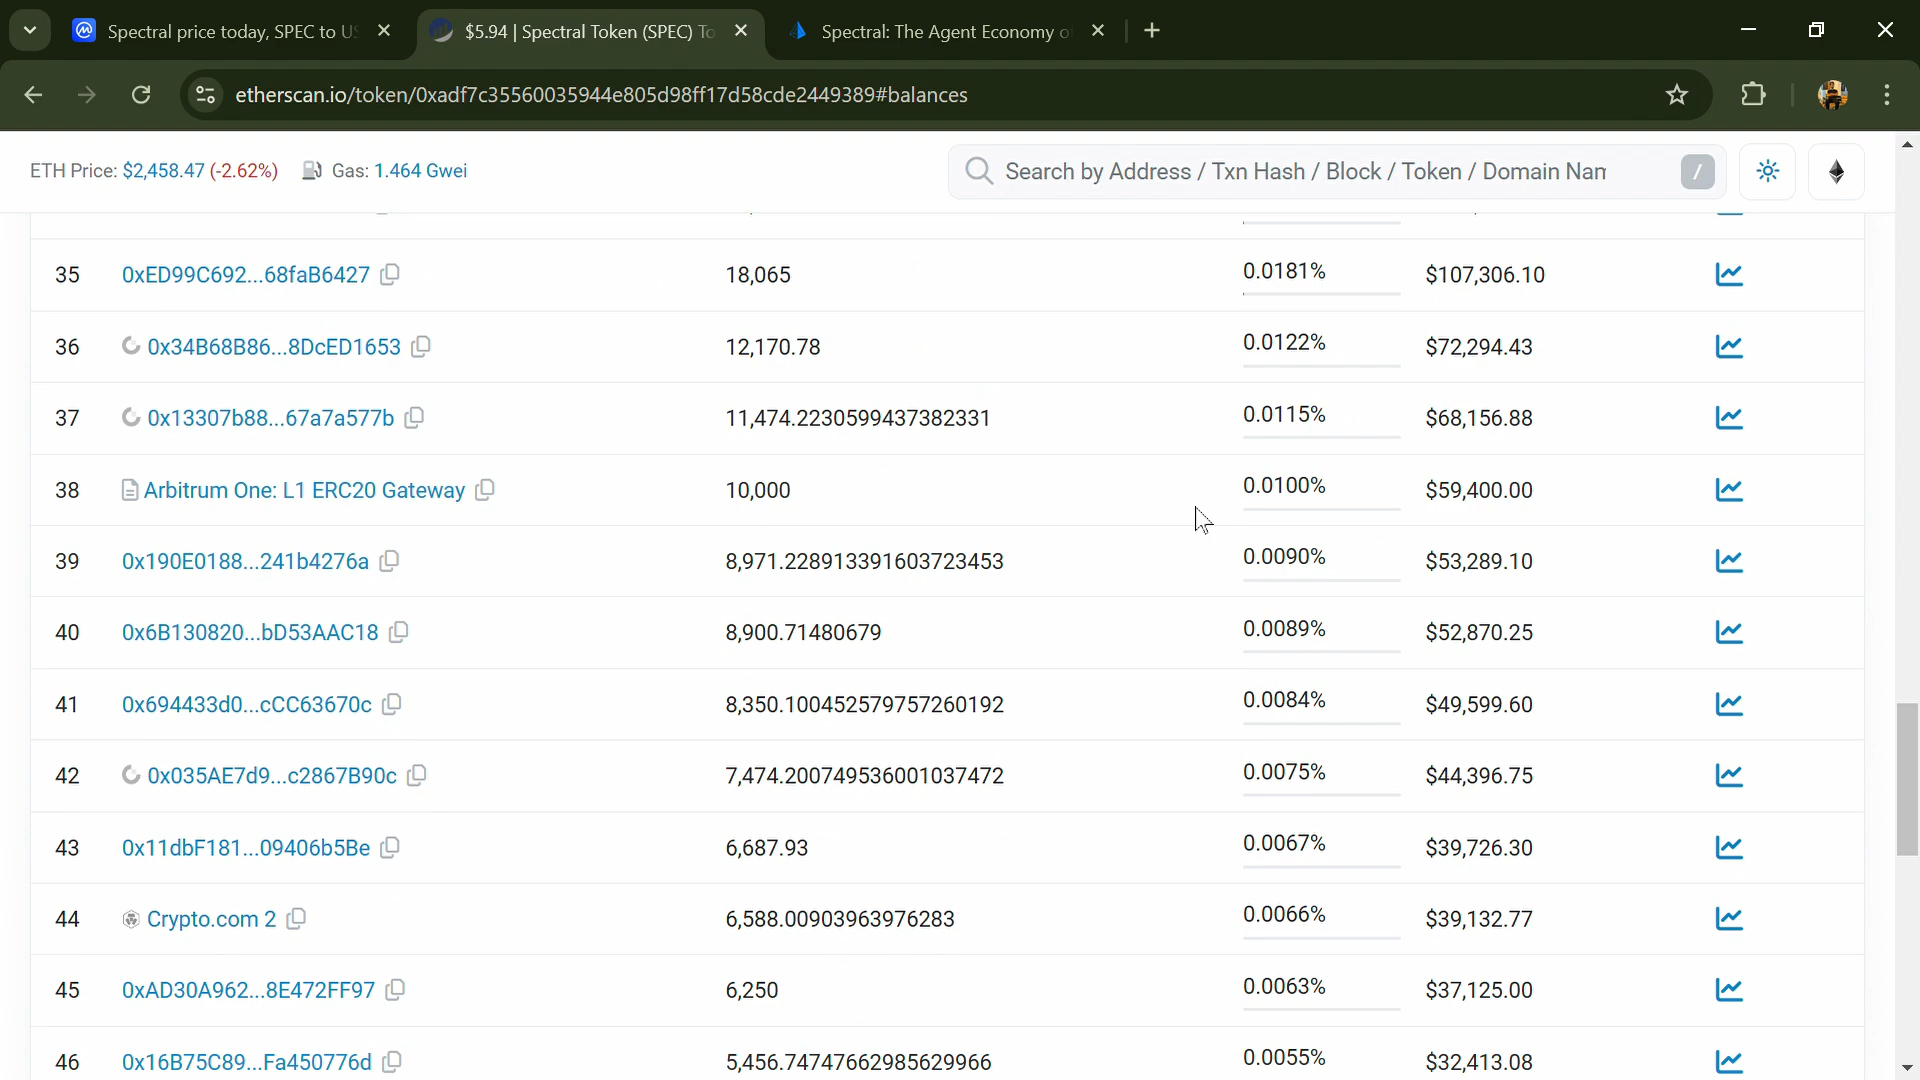 Spectral price today, SPEC to US
$5.94 | Spectral Token (SPEC) To
Spectral: The Agent Economy o
etherscan.io/token/0xadf7c35560035944e805d98ff17d58cde2449389#balances
ETH Price: $2,458.47 (-2.62%) Gas: 1.464 Gwei
Search by Address / Txn Hash / Block / Token / Domain Nam
/
35 0xED99C692...68faB6427 18,065 0.0181% $107,306.10
36 0x34B68B86...8DcED1653 12,170.78 0.0122% $72,294.43
37 0x13307b88...67a7a577b 11,474.2230599437382331 0.0115% $68,156.88
38 Arbitrum One: L1 ERC20 Gateway 10,000 0.0100% $59,400.00
39 0x190E0188...241b4276a 8,971.228913391603723453 0.0090% $53,289.10
40 0x6B130820...bD53AAC18 8,900.71480679 0.0089% $52,870.25
41 0x694433d0...cCC63670c 8,350.100452579757260192 0.0084% $49,599.60
42 0x035AE7d9...c2867B90c 7,474.200749536001037472 0.0075% $44,396.75
43 0x11dbF181...09406b5Be 6,687.93 0.0067% $39,726.30
44 Crypto.com 2 6,588.00903963976283 0.0066% $39,132.77
45 0xAD30A962...8E472FF97 6,250 0.0063% $37,125.00
46 0x16B75C89...Fa450776d 5,456.74747662985629966 0.0055% $32,413.08